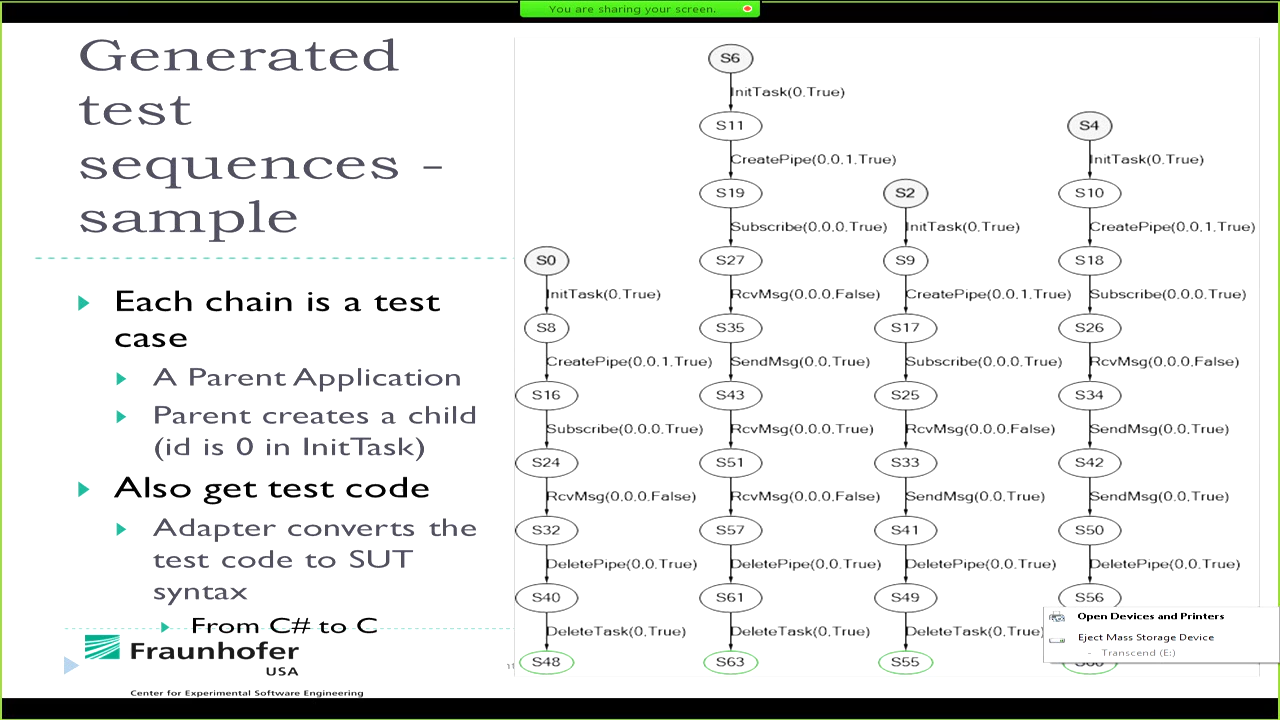 You are sharing your screen.
Generated
test
sequences -
sample
Each chain is a test
case
A Parent Application
Parent creates a child
(id is 0 in InitTask)
Also get test code
Adapter converts the
test code to SUT
syntax
From C# to C
Fraunhofer
USA
Center for Experimental Software Engineering
11
S0
InitTask(0,True)
S8
CreatePipe(0,0,1,True)
S16
Subscribe(0,0,0,True)
S24
RcvMsg(0,0,0,False)
S32
DeletePipe(0,0,True)
S40
DeleteTask(0,True)
S48
S6
InitTask(0,True)
S11
CreatePipe(0,0,1,True)
S19
Subscribe(0,0,0,True)
S27
RcvMsg(0,0,0,False)
S35
SendMsg(0,0,True)
S43
RcvMsg(0,0,0,True)
S51
RcvMsg(0,0,0,False)
S57
DeletePipe(0,0,True)
S61
DeleteTask(0,True)
S63
S2
InitTask(0,True)
S9
CreatePipe(0,0,1,True)
S17
Subscribe(0,0,0,True)
S25
RcvMsg(0,0,0,False)
S33
SendMsg(0,0,True)
S41
DeletePipe(0,0,True)
S49
DeleteTask(0,True)
S55
S4
InitTask(0,True)
S10
CreatePipe(0,0,1,True)
S18
Subscribe(0,0,0,True)
S26
RcvMsg(0,0,0,False)
S34
SendMsg(0,0,True)
S42
SendMsg(0,0,True)
S50
DeletePipe(0,0,True)
S56
Open Devices and Printers
Eject Mass Storage Device
- Transcend (E:)